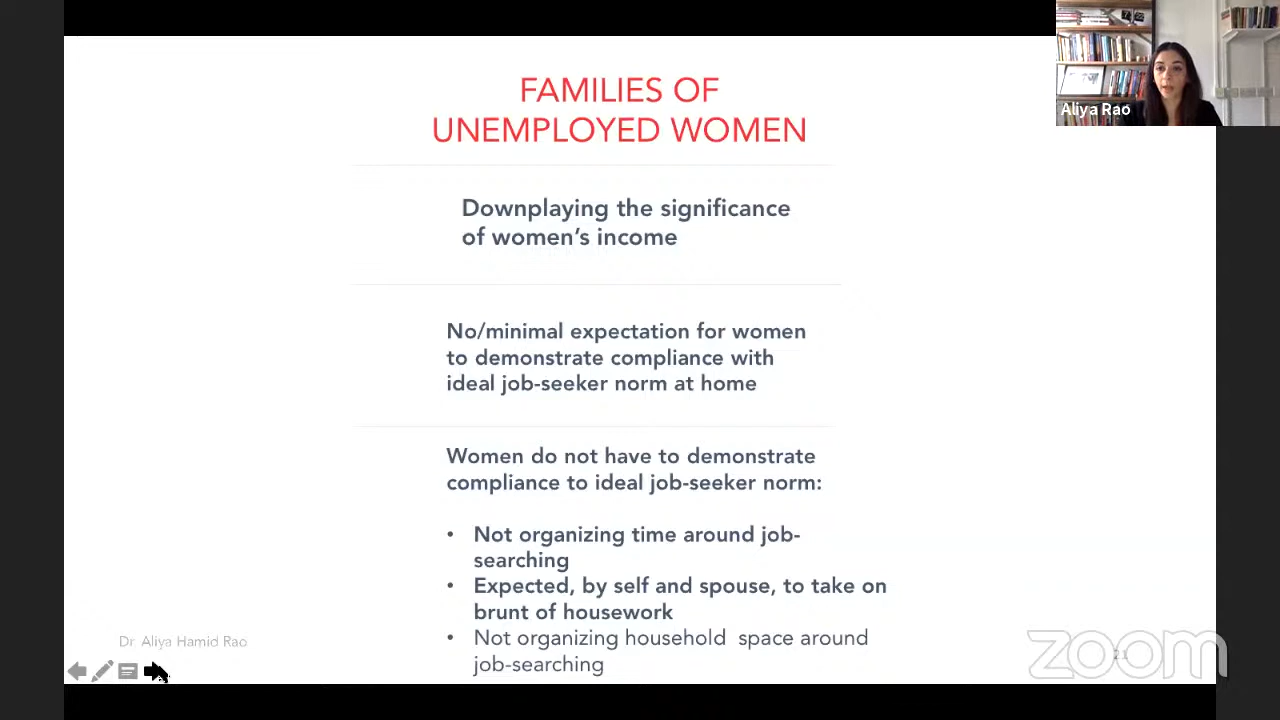 Aliya Rao
FAMILIES OF
UNEMPLOYED WOMEN
Downplaying the significance
of women's income
No/minimal expectation for women
to demonstrate compliance with
ideal job-seeker norm at home
Women do not have to demonstrate
compliance to ideal job-seeker norm:
• Not organizing time around job-
searching
• Expected, by self and spouse, to take on
brunt of housework
• Not organizing household space around
job-searching
Dr. Aliya Hamid Rao
zoom